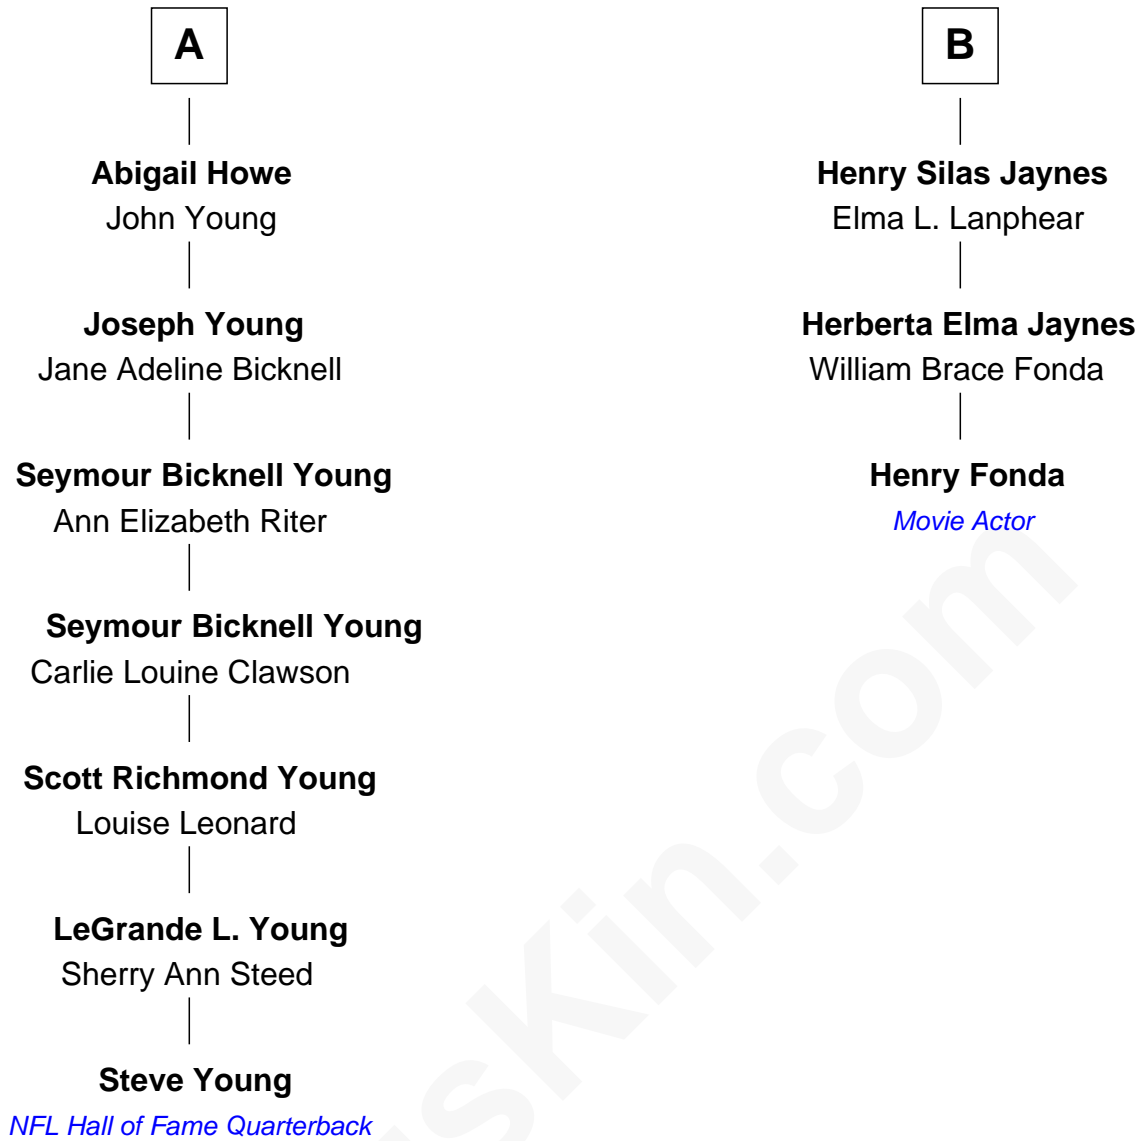 A
Abigail Howe
John Young
Joseph Young
Jane Adeline Bicknell
Seymour Bicknell Young
Ann Elizabeth Riter
Seymour Bicknell Young
Carlie Louine Clawson
Scott Richmond Young
Louise Leonard
LeGrande L. Young
Sherry Ann Steed
Steve Young
NFL Hall of Fame Quarterback
B
Henry Silas Jaynes
Elma L. Lanphear
Herberta Elma Jaynes
William Brace Fonda
Henry Fonda
Movie Actor
usKin.com